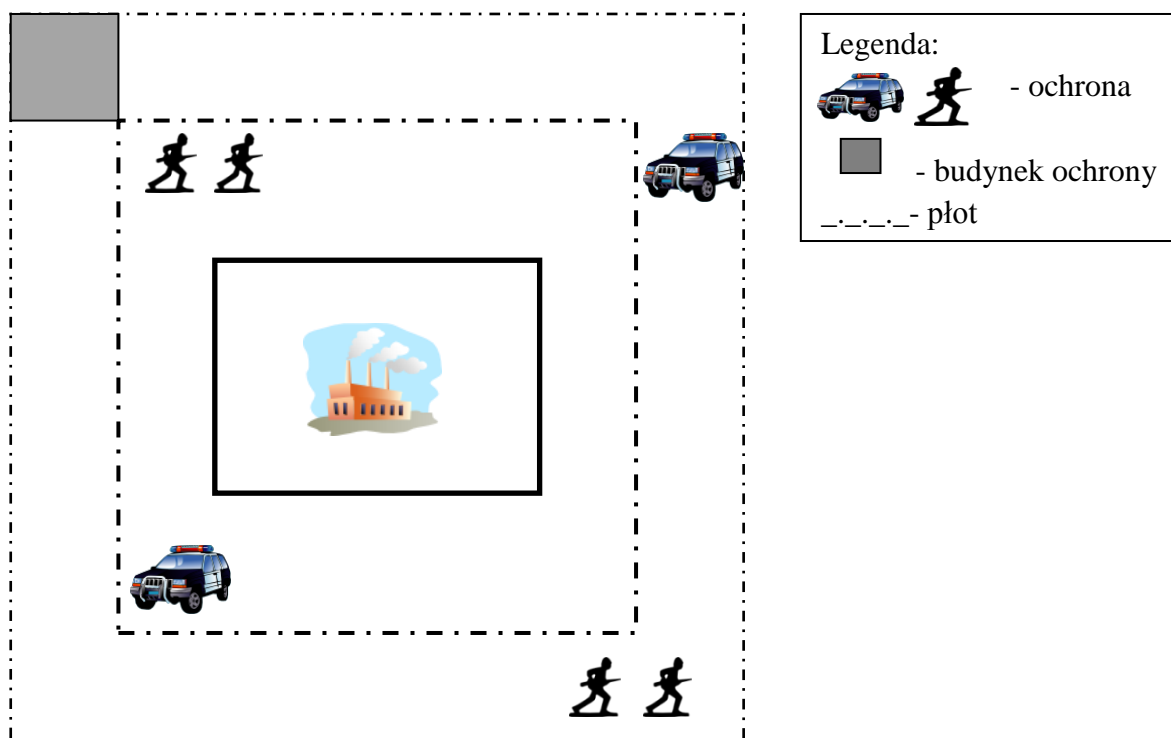 Legenda:
- ochrona
- budynek ochrony
_._._._- płot